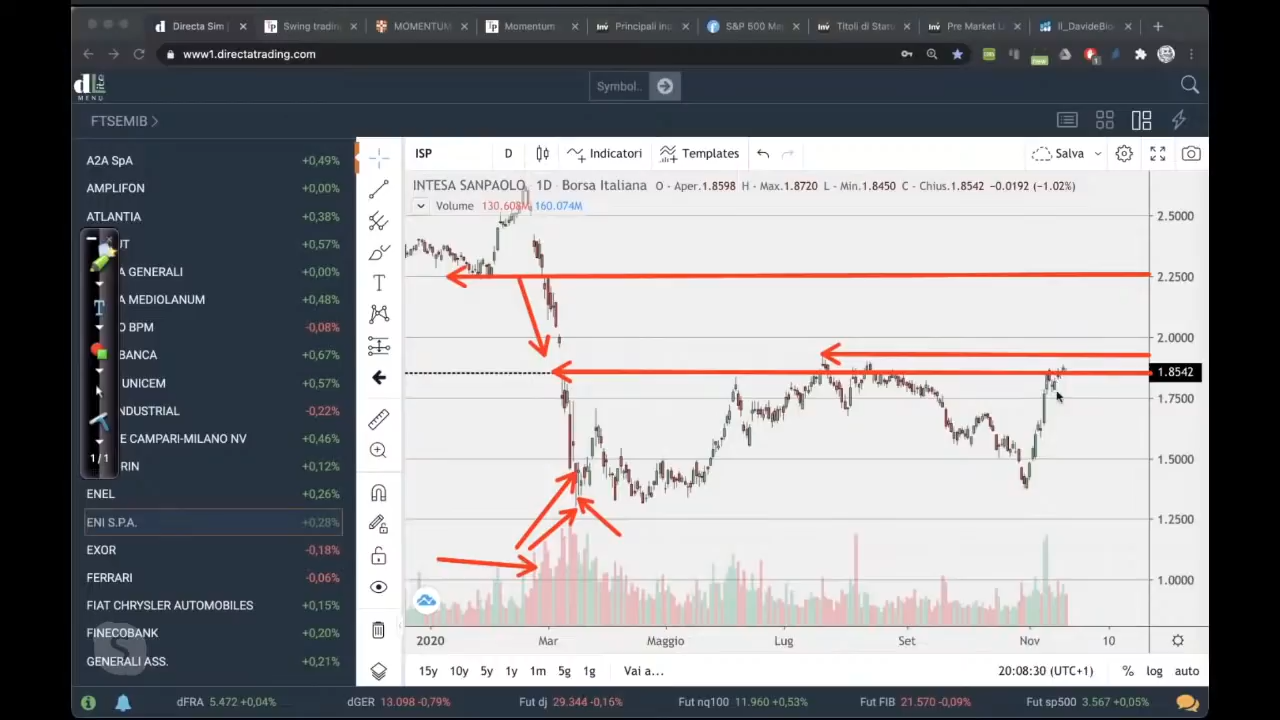 Directa Sim |
Swing tradin
MOMENTUM
Momentum
Principali in
S&P 500 Ma
Titoli di Stato
Pre Market L
Il_DavideBlo
www1.directatrading.com
MENU
Symbol..
FTSEMIB
A2A SpA +0,49%
AMPLIFON +0,00%
ATLANTIA +0,38%
UT +0,57%
A GENERALI +0,00%
A MEDIOLANUM +0,48%
O BPM -0,08%
BANCA +0,67%
UNICEM +0,57%
NDUSTRIAL -0,22%
E CAMPARI-MILANO NV +0,46%
RIN +0,12%
ENEL +0,26%
ENI S.P.A. +0,28%
EXOR -0,18%
FERRARI -0,06%
FIAT CHRYSLER AUTOMOBILES +0,15%
FINECOBANK +0,20%
GENERALI ASS. +0,21%
1/1
ISP D Indicatori Templates Salva
INTESA SANPAOLO, 1D Borsa Italiana O - Aper.1.8598 H - Max.1.8720 L - Min.1.8450 C - Chius.1.8542 -0.0192 (-1.02%)
Volume 130.608M 160.074M
2.5000
2.2500
2.0000
1.8542
1.7500
1.5000
1.2500
1.0000
2020 Mar Maggio Lug Set Nov 10
15y 10y 5y 1y 1m 5g 1g Vai a... 20:08:30 (UTC+1) % log auto
dFRA 5.472 +0,04% dGER 13.098 -0,79% Fut dj 29.344 -0,16% Fut nq100 11.960 +0,53% Fut FIB 21.570 -0,09% Fut sp500 3.567 +0,05%